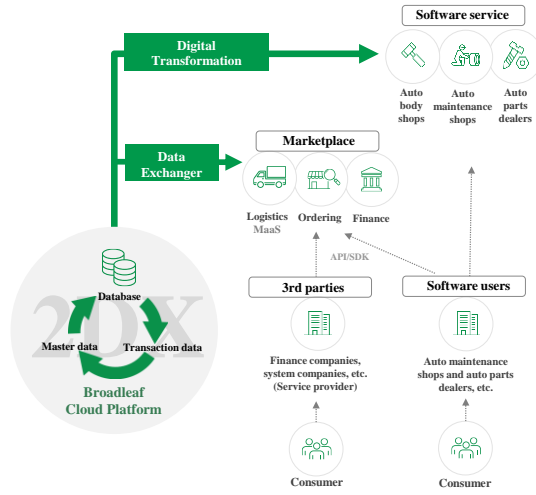 Software service
Digital
Transformation
Auto
body
shops
Auto
maintenance
shops
Auto
parts
dealers
Marketplace
Data
Exchanger
Logistics
MaaS
Ordering
Finance
API/SDK
2DX
Database
Master data
Transaction data
Broadleaf
Cloud Platform
3rd parties
Finance companies,
system companies, etc.
(Service provider)
Consumer
Software users
Auto maintenance
shops and auto parts
dealers, etc.
Consumer